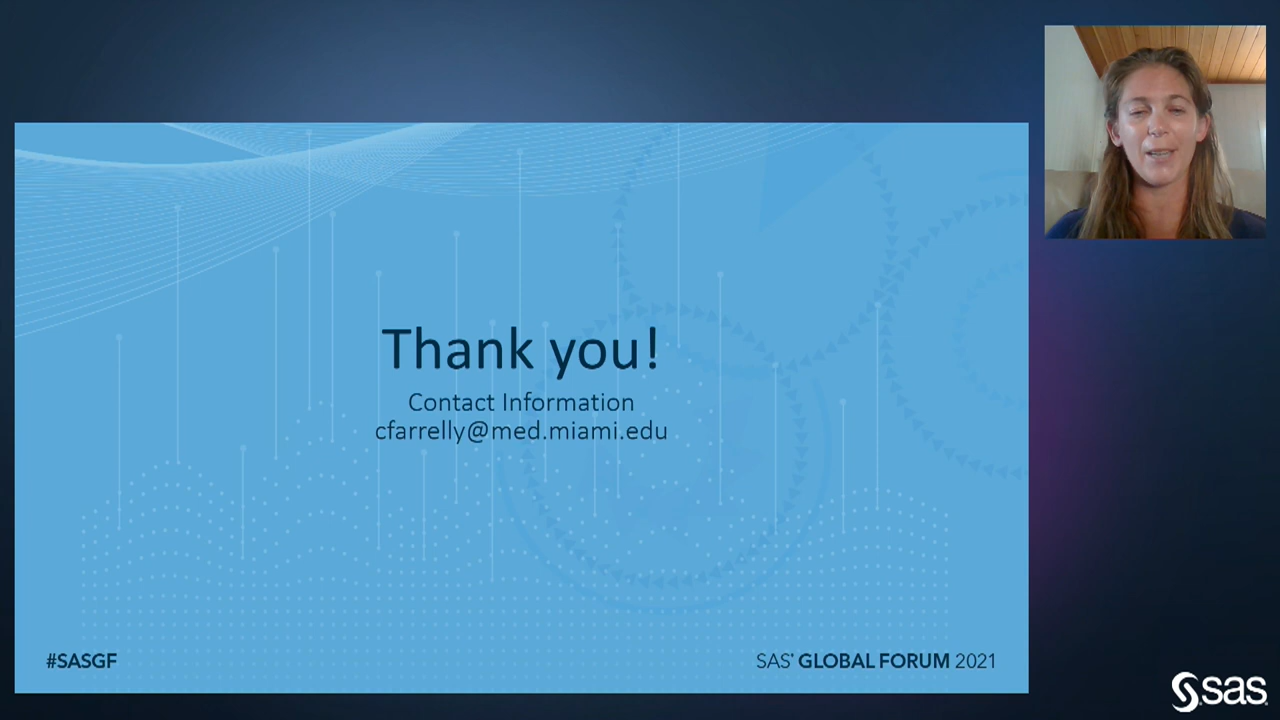 Thank you!
Contact Information
cfarrelly@med.miami.edu
#SASGF
SAS® GLOBAL FORUM 2021
sas